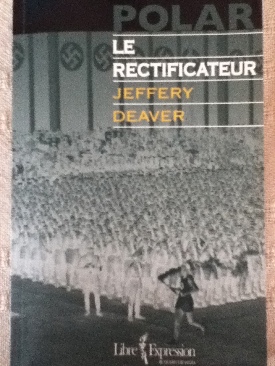 POLAR
LE
RECTIFICATEUR
JEFFERY
DEAVER
Libre Expression